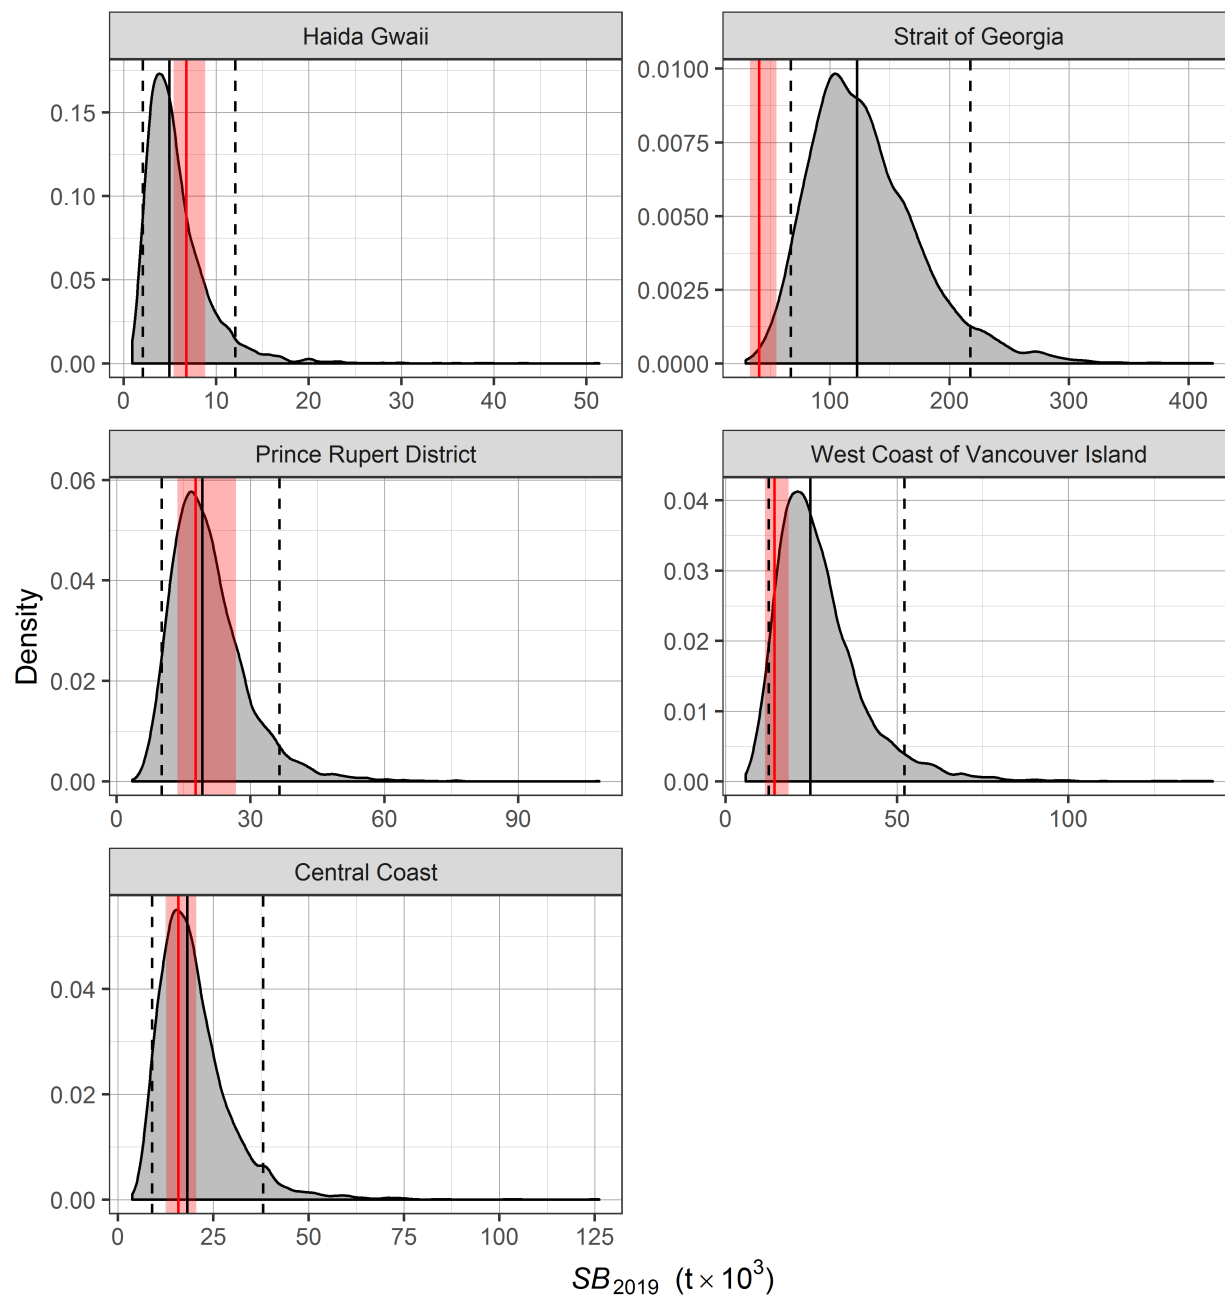 Haida Gwaii
0.15
0.10
0.05
0.00
0 10 20 30 40 50
Strait of Georgia
0.0100
0.0075
0.0050
0.0025
0.0000
100 200 300 400
Prince Rupert District
0.06
0.04
0.02
0.00
0 30 60 90
West Coast of Vancouver Island
0.04
0.03
0.02
0.01
0.00
0 50 100
Central Coast
0.04
0.02
0.00
0 25 50 75 100 125
Density
SB₂₀₁₉ (t × 10³)